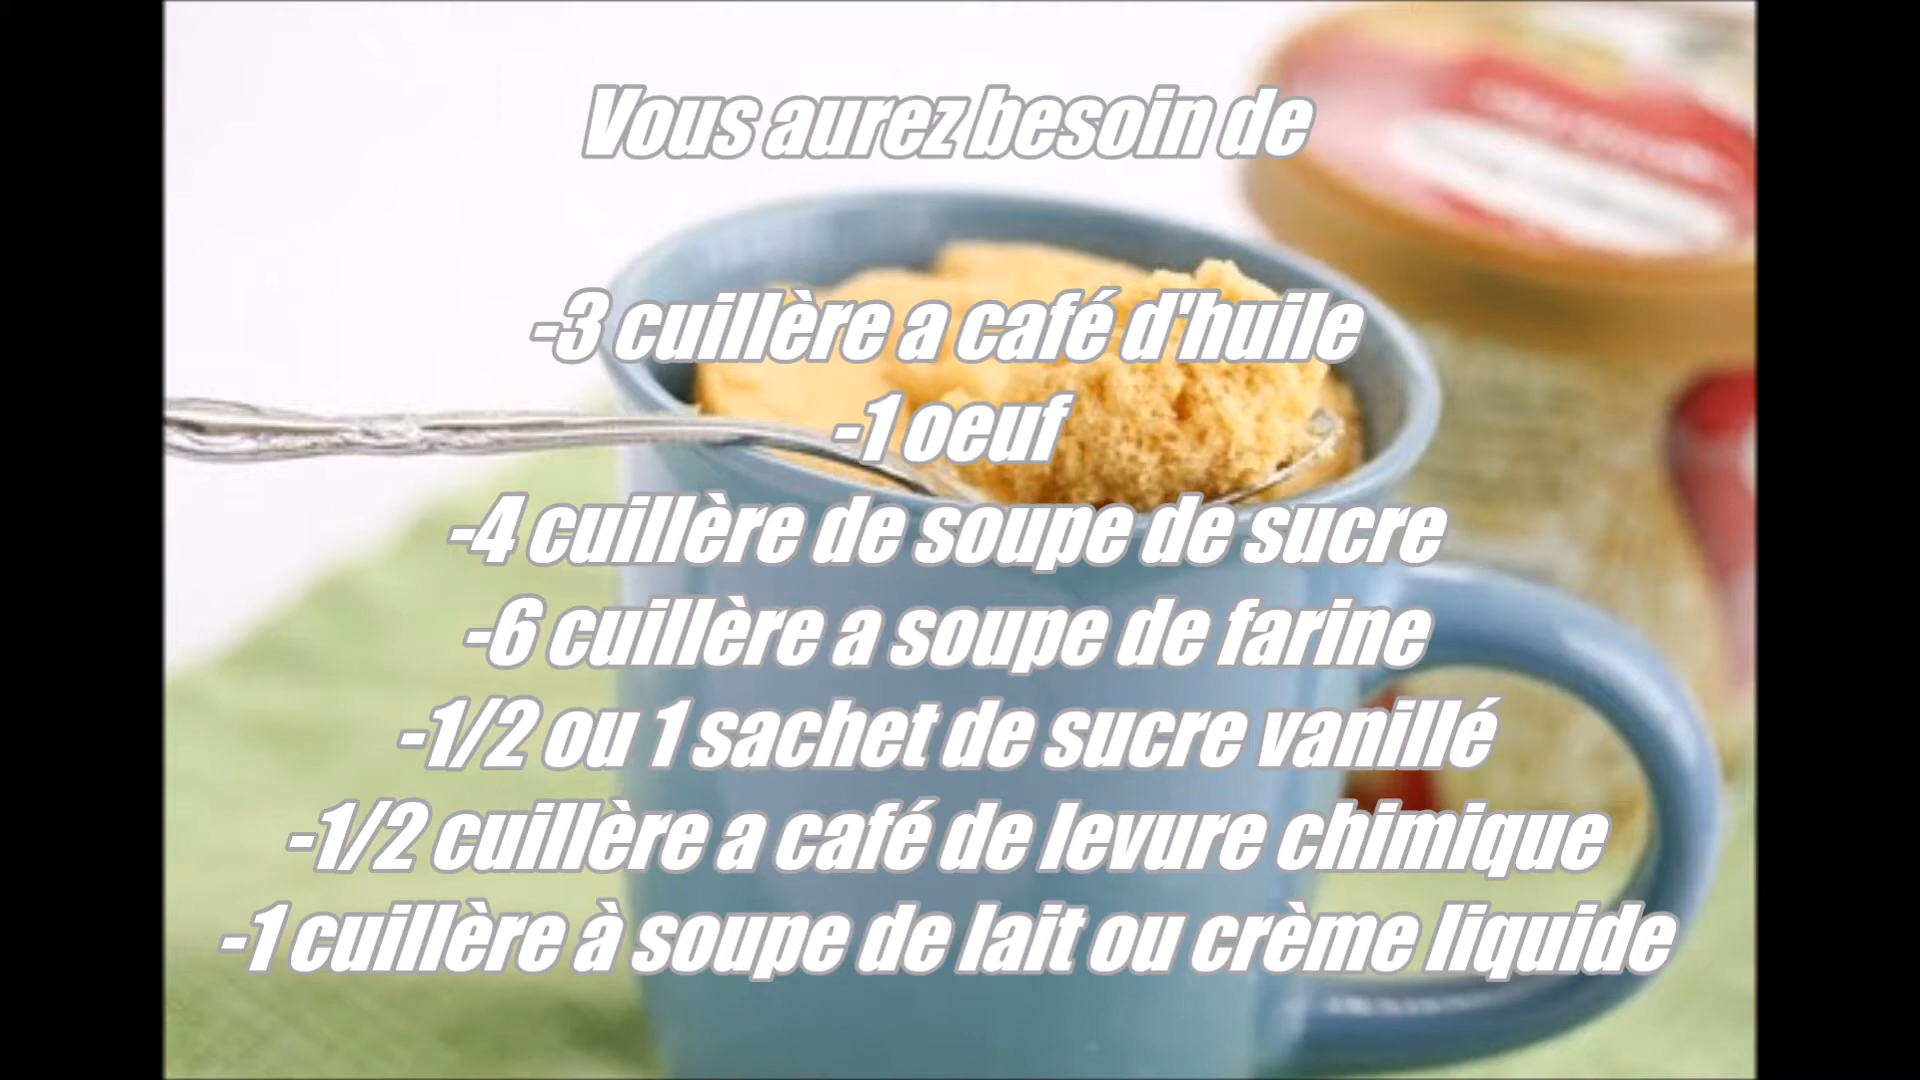 Vous aurez besoin de
-3 cuillère a café d'huile
-1 oeuf
-4 cuillère de soupe de sucre
-6 cuillère a soupe de farine
-1/2 ou 1 sachet de sucre vanillé
-1/2 cuillère a café de levure chimique
-1 cuillère à soupe de lait ou crème liquide